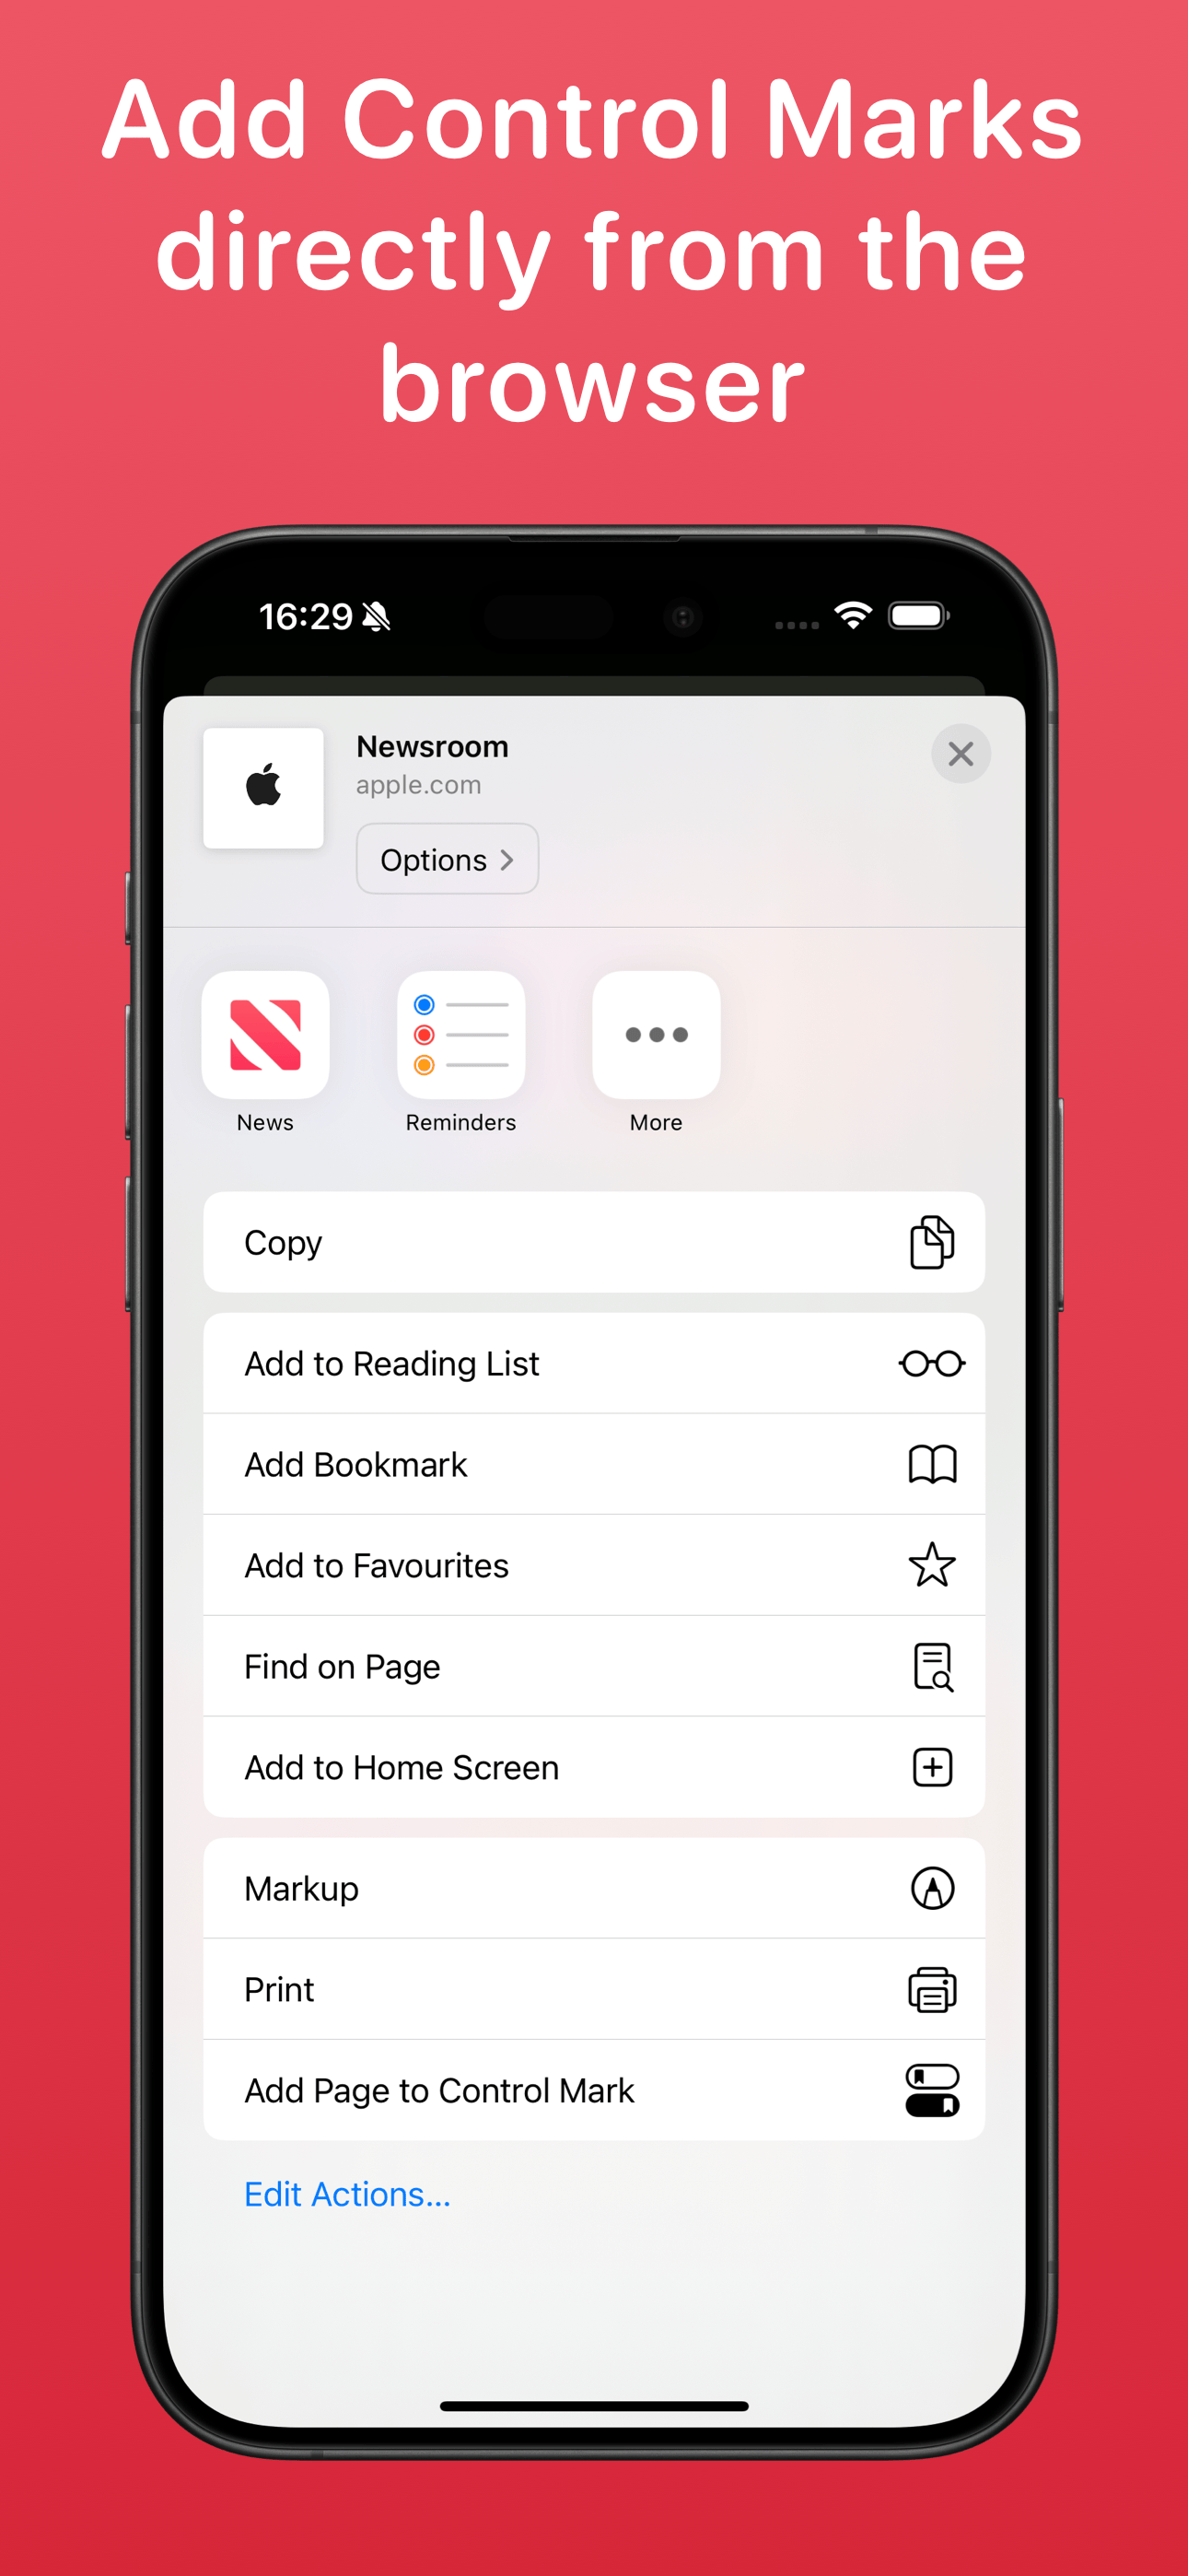 Add Control Marks
directly from the
browser
16:29
Newsroom
apple.com
Options
News
Reminders
More
Copy
Add to Reading List
Add Bookmark
Add to Favourites
Find on Page
Add to Home Screen
Markup
Print
Add Page to Control Mark
Edit Actions...